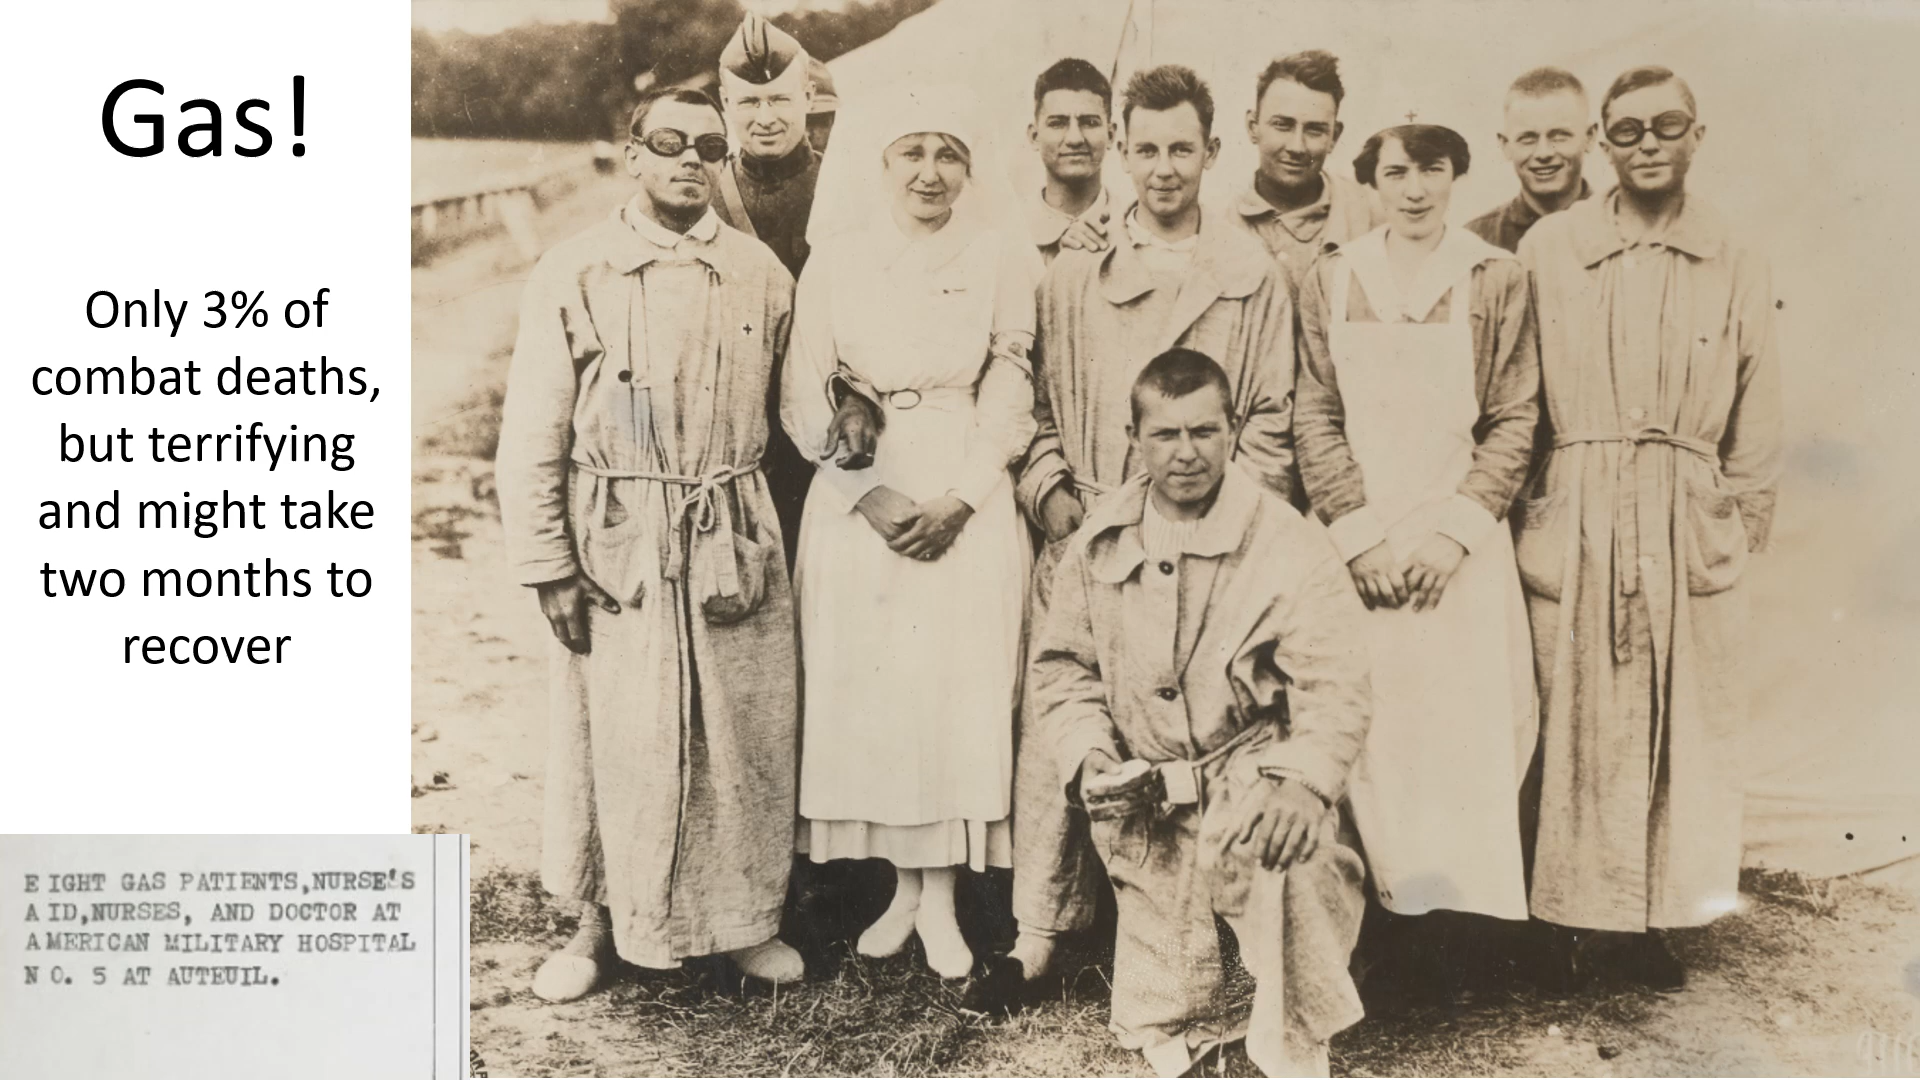 Gas!
Only 3% of
combat deaths,
but terrifying
and might take
two months to
recover
E IGHT GAS PATIENTS,NURSE'S
A ID,NURSES, AND DOCTOR AT
A MERICAN MILITARY HOSPITAL
N O. 5 AT AUTEUIL.